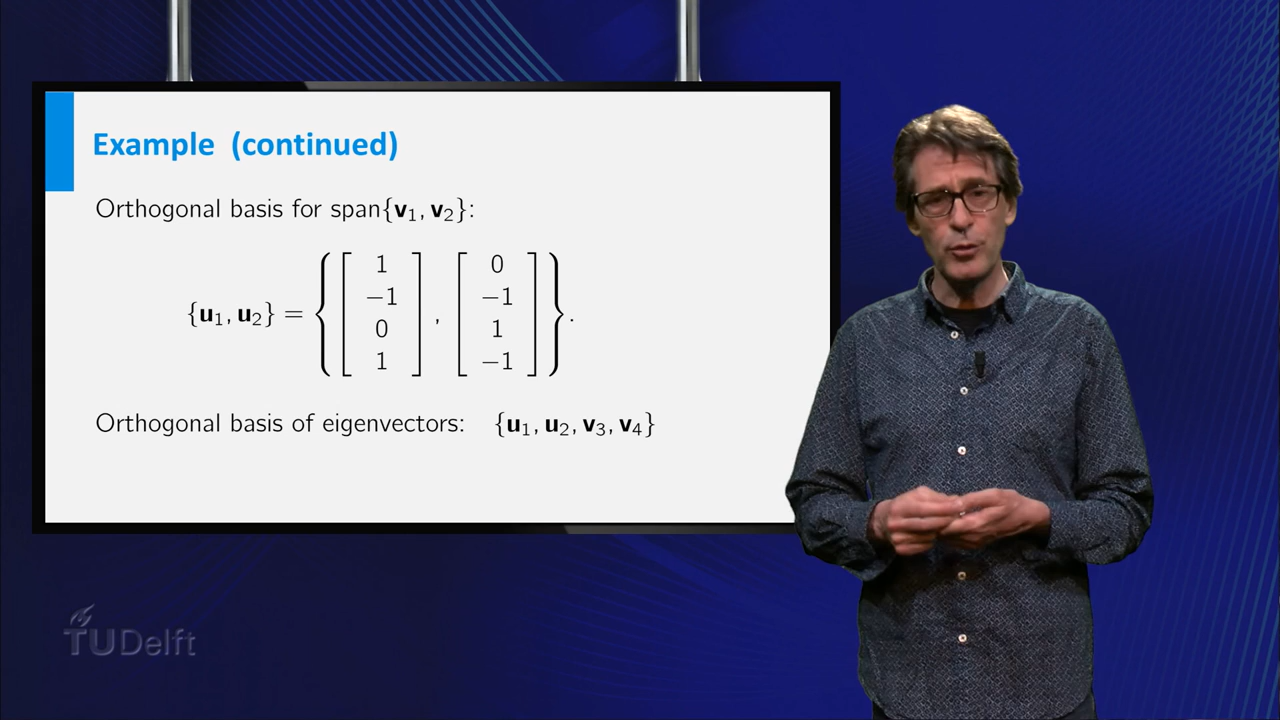 Example (continued)
Orthogonal basis for span{v₁, v₂}:
{u₁, u₂} = { [ 1 −1 0 1 ] , [ 0 −1 1 −1 ] } .
Orthogonal basis of eigenvectors: {u₁, u₂, v₃, v₄}
TUDelft